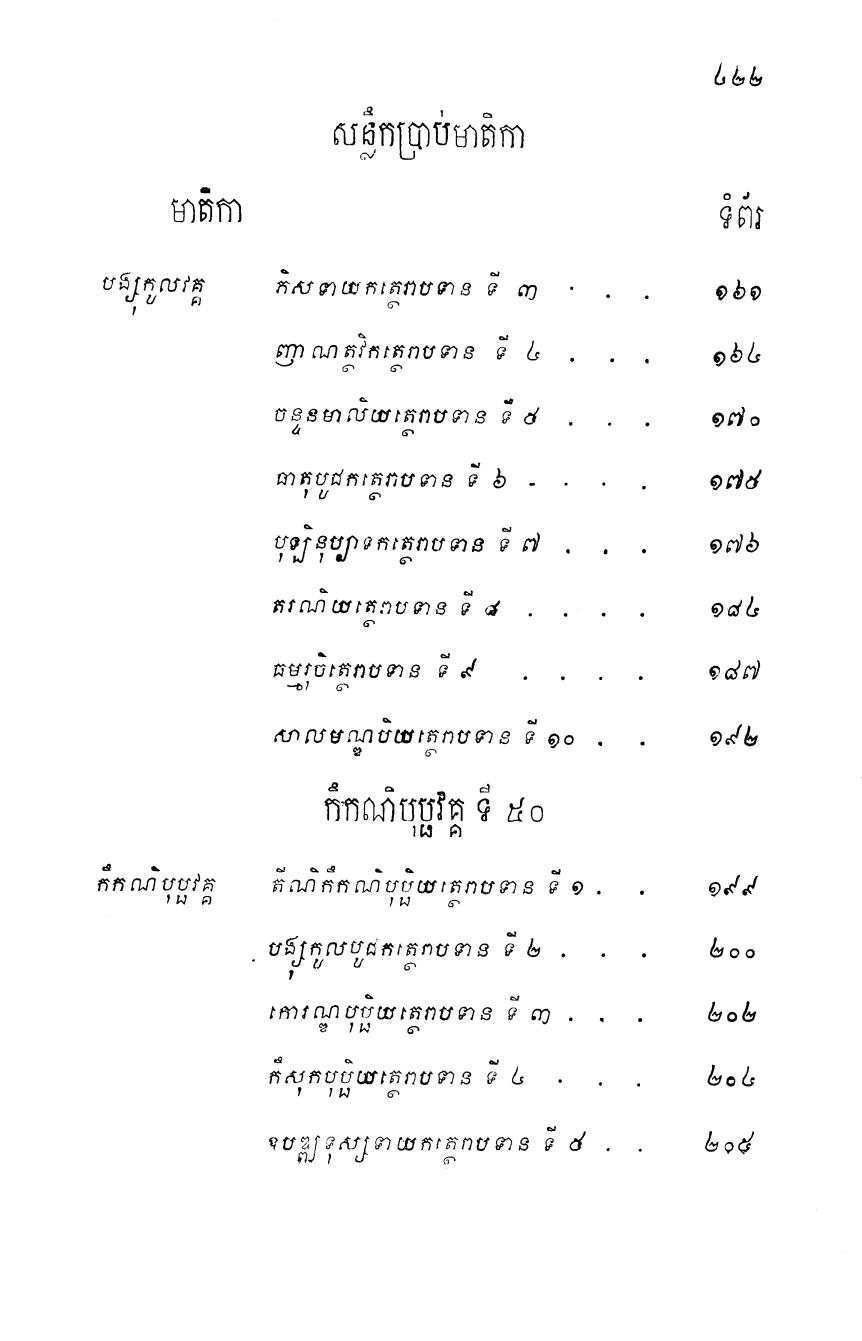 ៤២២
សន្លឹកប្រាប់មាតិកា
មាតិកា ទំព័រ
បង្សុកូលវគ្គ ភិសទាយកត្ថេរាបទាន ទី ៣ . . . ១៦១
ញាណត្ថវិកត្ថេរាបទាន ទី ៤ . . . ១៦៤
ចន្ទនមាលិយត្ថេរាបទាន ទី ៥ . . . ១៧០
ធាតុបូជកត្ថេរាបទាន ទី ៦ - . . . ១៧៥
បុឡិនុប្បាទកត្ថេរាបទាន ទី ៧ . . . ១៧៦
តរណិយត្ថេរាបទាន ទី ៨ . . . . ១៨៤
ធម្មរុចិត្ថេរាបទាន ទី ៩ . . . . ១៨៧
សាលមណ្ឌបិយត្ថេរាបទាន ទី ១០ . . ១៩២
កឹកណិបុប្ផវគ្គ ទី ៥០
កឹកណិបុប្ផវគ្គ តីណិកឹកណិបុប្ផិយត្ថេរាបទាន ទី ១ . . ១៩៩
បង្សុកូលបូជកត្ថេរាបទាន ទី ២ . . . ២០០
កោរណ្ឌបុប្ផិយត្ថេរាបទាន ទី ៣ . . . ២០២
កឹសុកបុប្ផិយត្ថេរាបទាន ទី ៤ . . . ២០៤
ឧបឌ្ឍទុស្សទាយកត្ថេរាបទាន ទី ៥ . . ២០៥